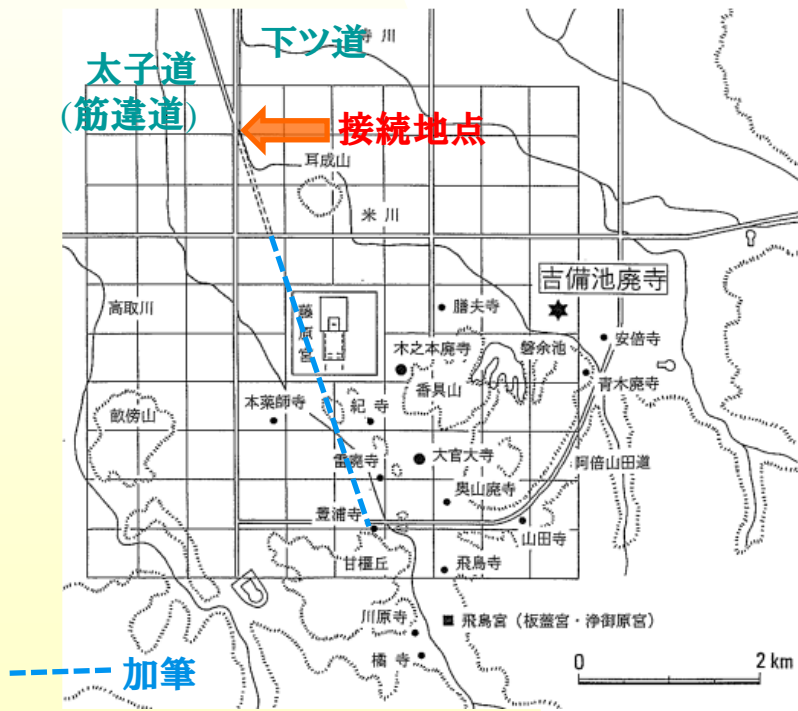 下ツ道
寺川
太子道
(筋違道)
接続地点
耳成山
米川
吉備池廃寺
高取川
藤原宮
膳夫寺
安倍寺
木之本廃寺
磐余池
青木廃寺
香具山
畝傍山
本薬師寺
紀寺
雷廃寺
大官大寺
阿倍山田道
奥山廃寺
豊浦寺
山田寺
甘橿丘
飛鳥寺
川原寺
飛鳥宮(板蓋宮・浄御原宮)
橘寺
加筆
0 2 km